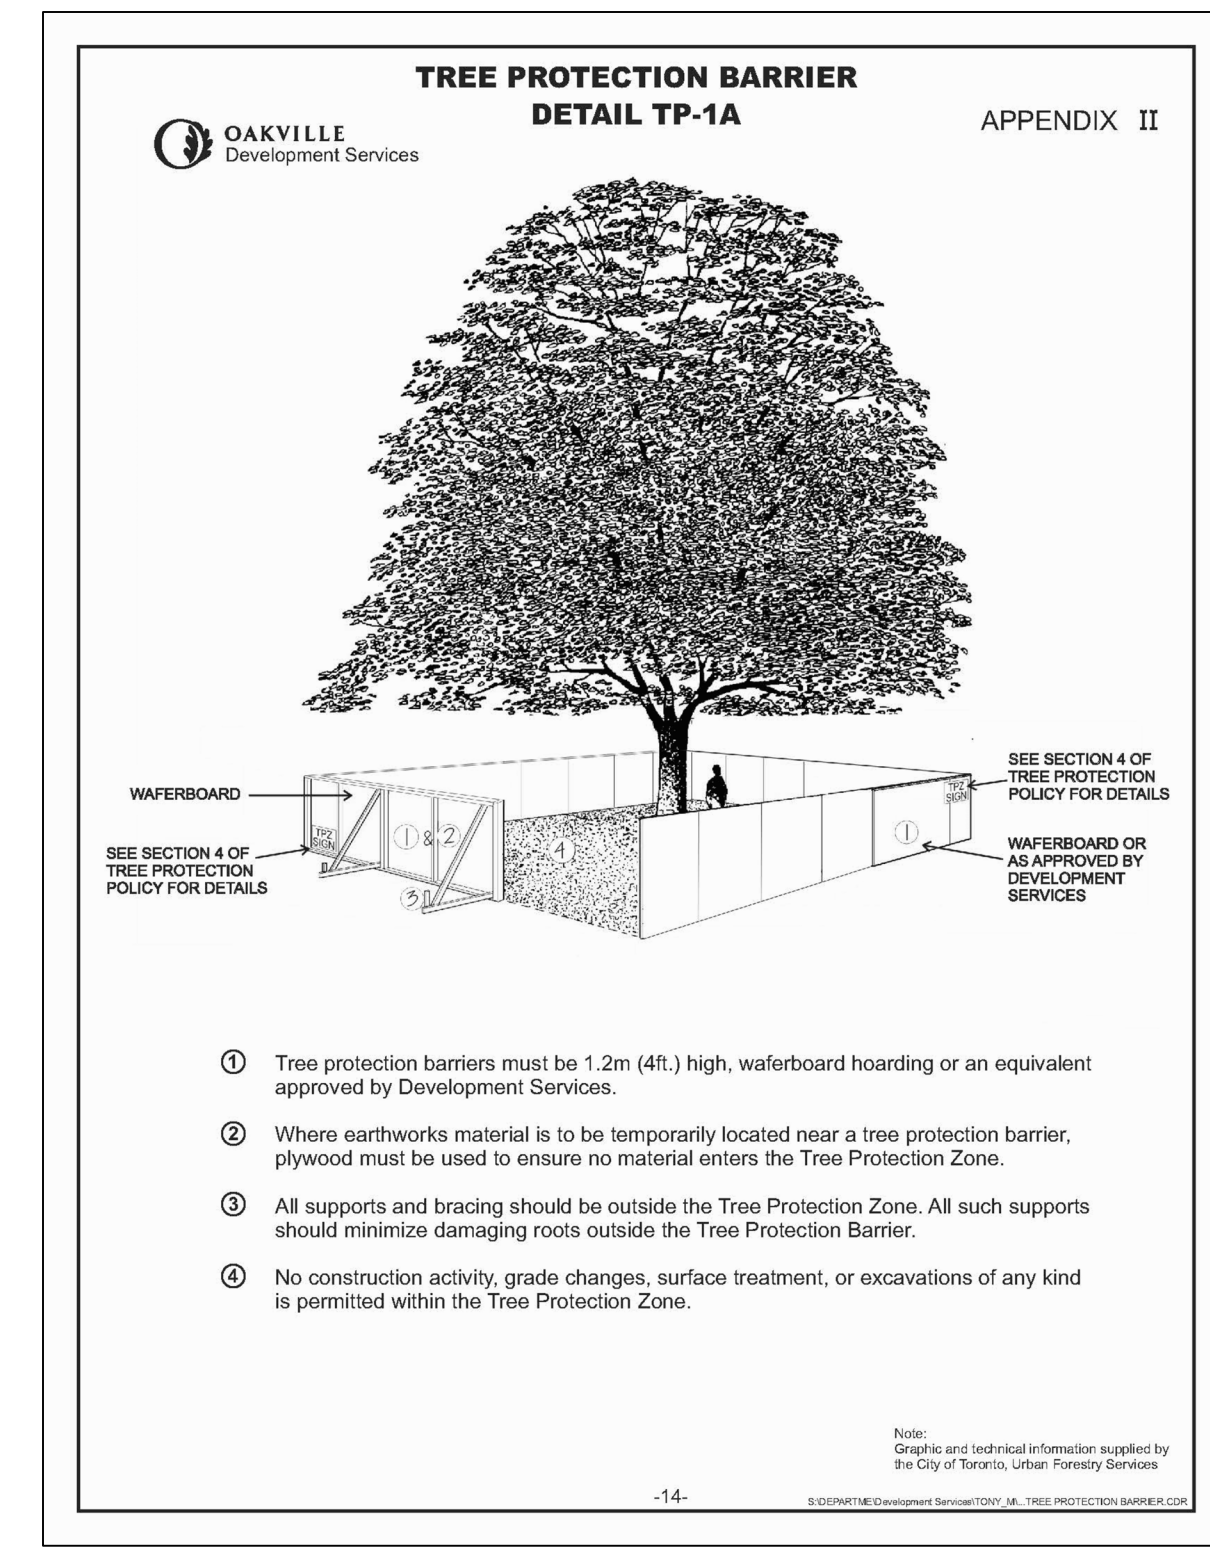 TREE PROTECTION BARRIER
DETAIL TP-1A
APPENDIX II
OAKVILLE
Development Services
WAFERBOARD
SEE SECTION 4 OF
TREE PROTECTION
POLICY FOR DETAILS
TPZ
SIGN
1 & 2
3
4
1
TPZ
SIGN
SEE SECTION 4 OF
TREE PROTECTION
POLICY FOR DETAILS
WAFERBOARD OR
AS APPROVED BY
DEVELOPMENT
SERVICES
1 Tree protection barriers must be 1.2m (4ft.) high, waferboard hoarding or an equivalent
approved by Development Services.
2 Where earthworks material is to be temporarily located near a tree protection barrier,
plywood must be used to ensure no material enters the Tree Protection Zone.
3 All supports and bracing should be outside the Tree Protection Zone. All such supports
should minimize damaging roots outside the Tree Protection Barrier.
4 No construction activity, grade changes, surface treatment, or excavations of any kind
is permitted within the Tree Protection Zone.
Note:
Graphic and technical information supplied by
the City of Toronto, Urban Forestry Services
-14-
S:\DEPARTME\Development Services\TONY_M\...TREE PROTECTION BARRIER.CDR